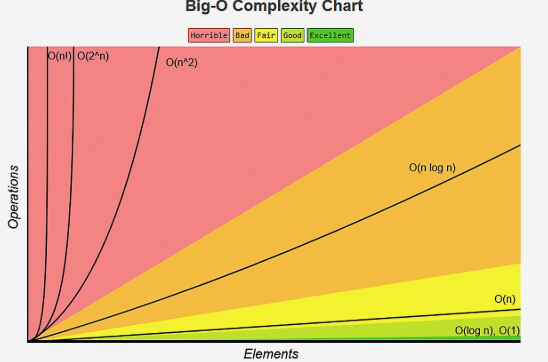 Big-O Complexity Chart
Horrible Bad Fair Good Excellent
O(n!) O(2^n) O(n^2)
O(n log n)
O(n)
O(log n), O(1)
Operations
Elements